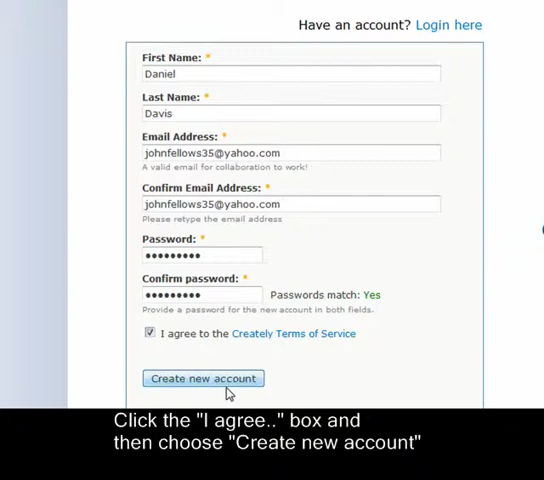 Have an account? Login here
First Name: *
Daniel
Last Name: *
Davis
Email Address: *
johnfellows35@yahoo.com
A valid email for collaboration to work!
Confirm Email Address: *
johnfellows35@yahoo.com
Please retype the email address
Password: *
•••••••••
Confirm password: *
••••••••• Passwords match: Yes
Provide a password for the new account in both fields.
I agree to the Creately Terms of Service
Create new account
Click the "I agree.." box and
then choose "Create new account"